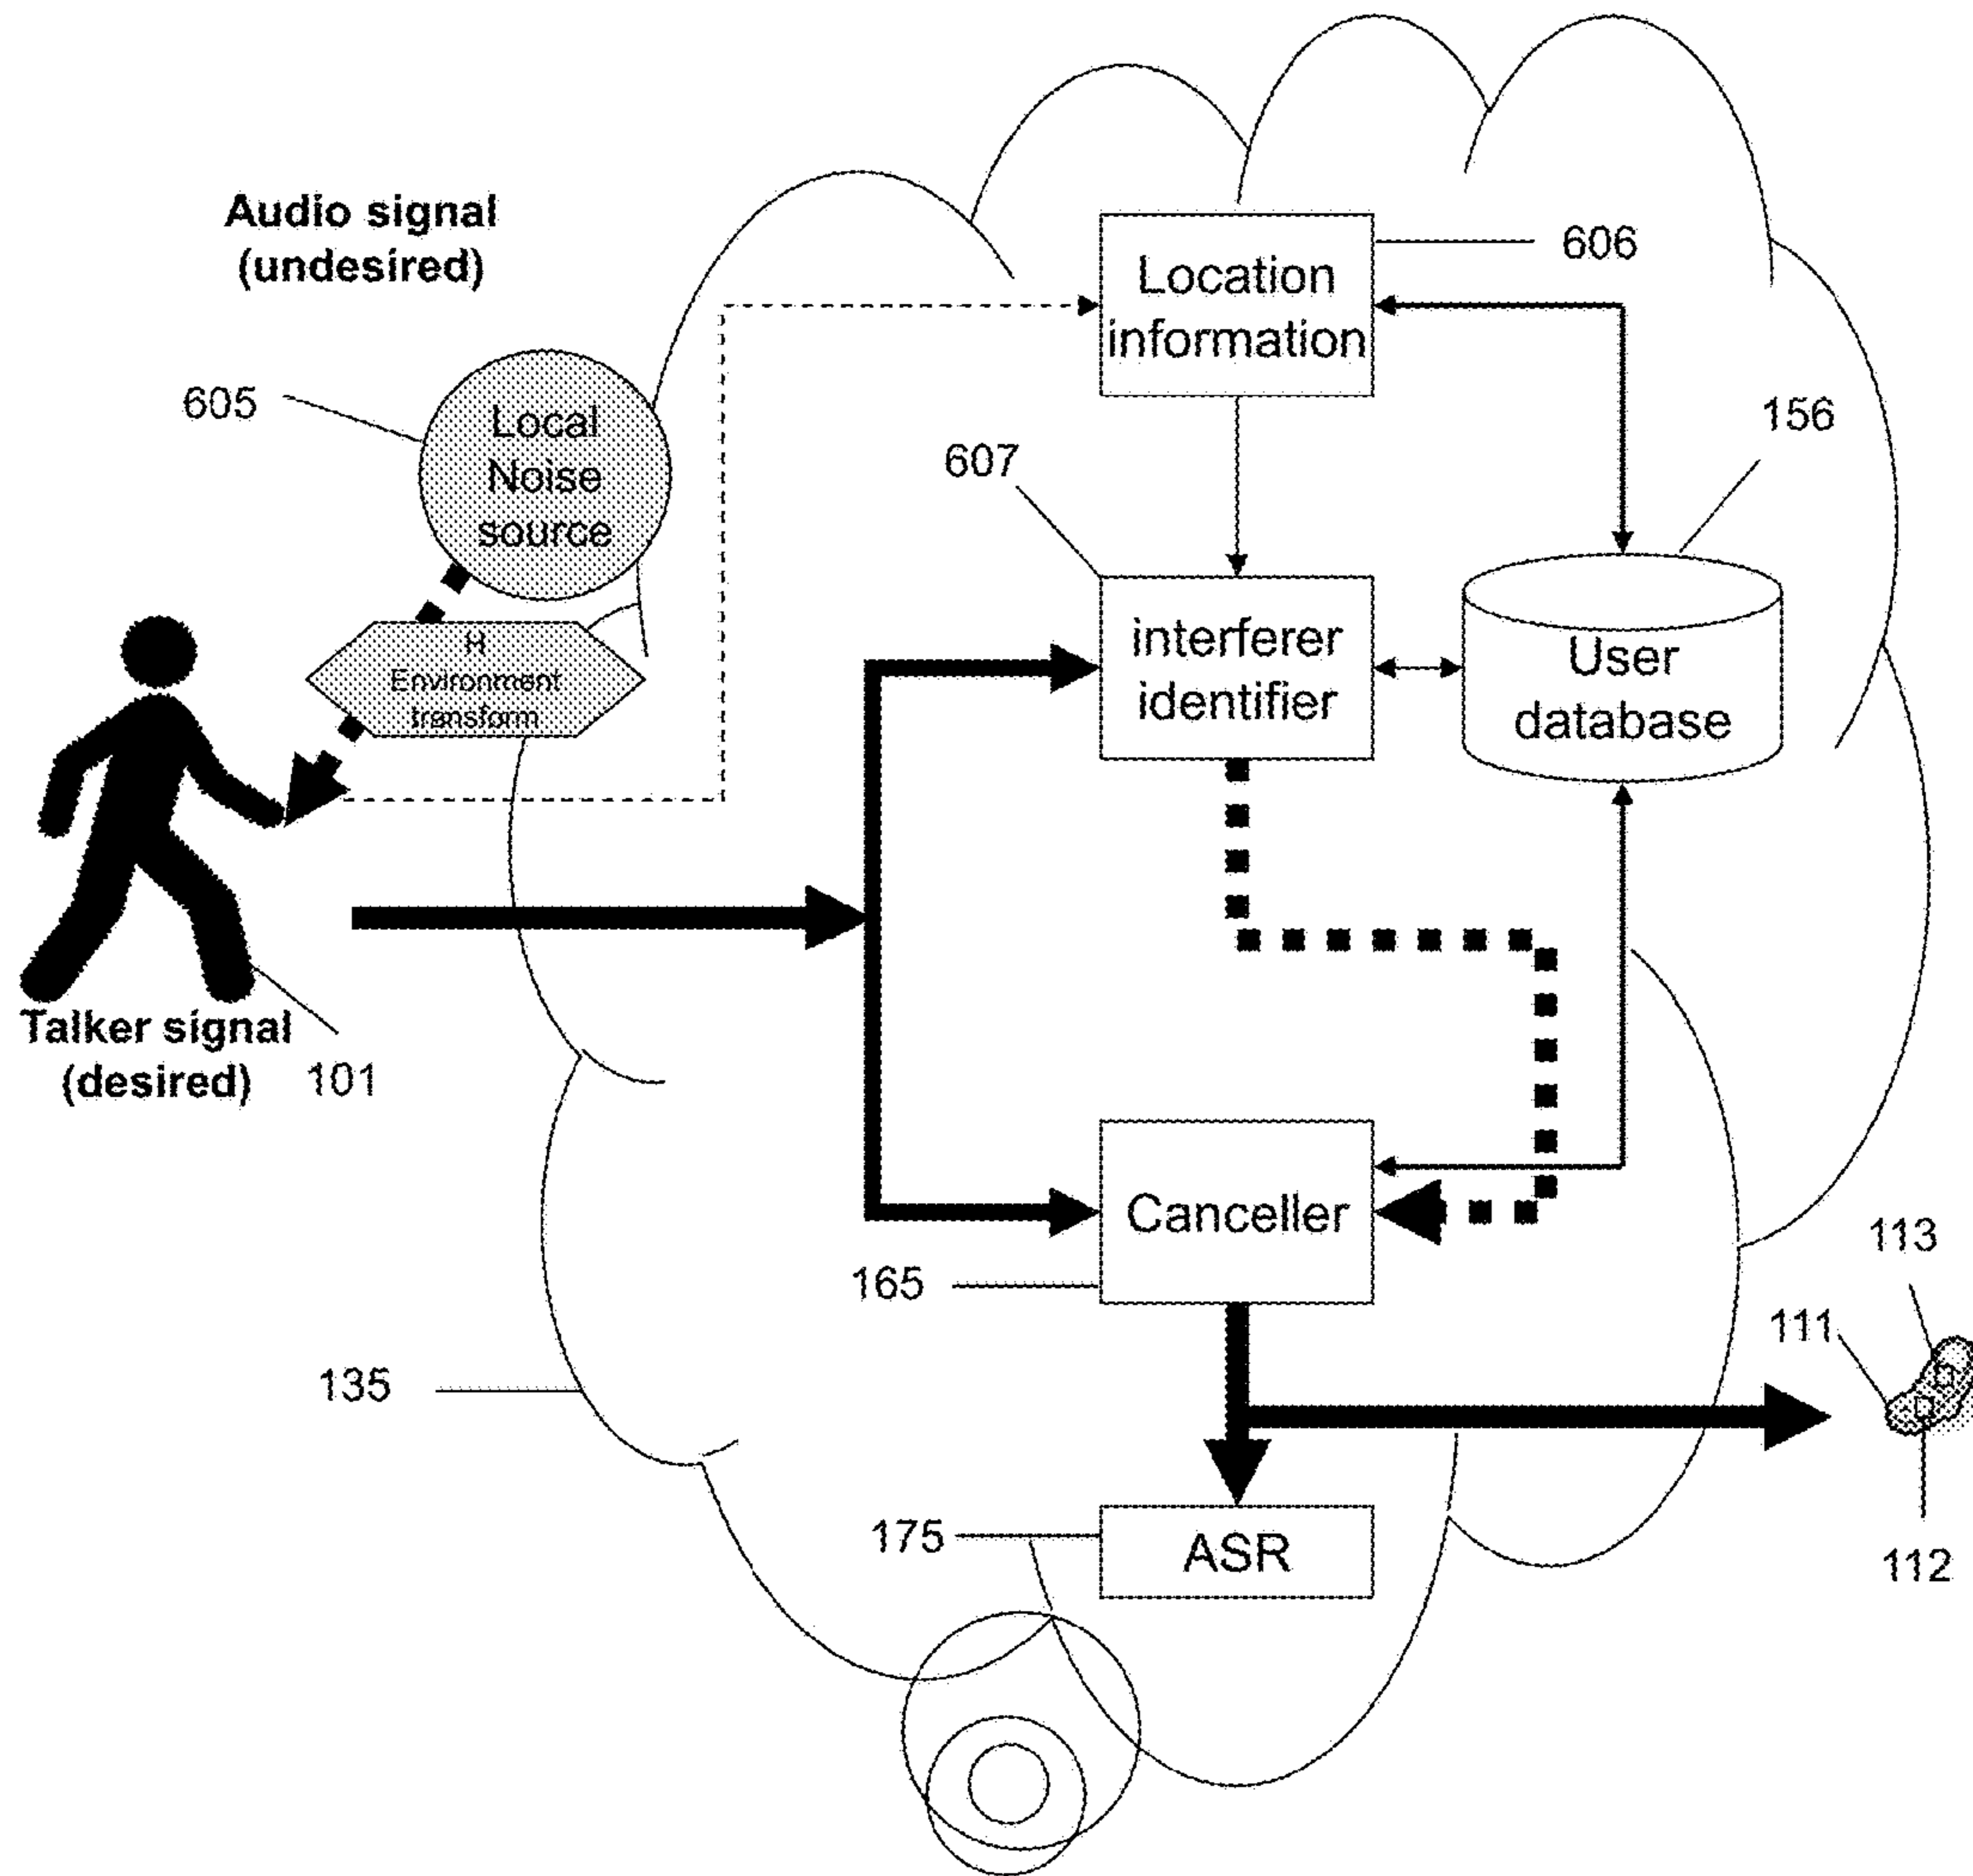 Audio signal
(undesired)
606
Location
information
605
Local
Noise
source
156
607
H
Environment
transform
interferer
identifier
User
database
Talker signal
(desired)
101
Canceller
165
113
111
135
175
ASR
112